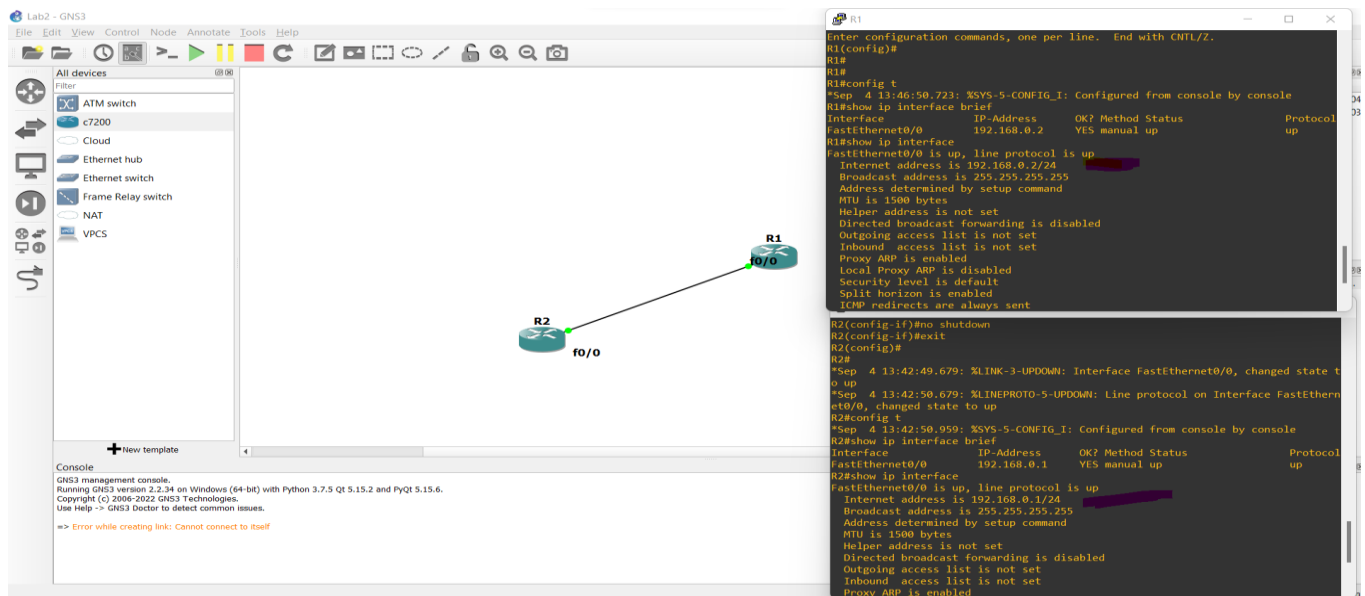 Lab2 - GNS3
File Edit View Control Node Annotate Tools Help
All devices
Filter
ATM switch
c7200
Cloud
Ethernet hub
Ethernet switch
Frame Relay switch
NAT
VPCS
New template
R1
f0/0
R2
f0/0
Console
GNS3 management console.
Running GNS3 version 2.2.34 on Windows (64-bit) with Python 3.7.5 Qt 5.15.2 and PyQt 5.15.6.
Copyright (c) 2006-2022 GNS3 Technologies.
Use Help -> GNS3 Doctor to detect common issues.
=> Error while creating link: Cannot connect to itself
R1
Enter configuration commands, one per line. End with CNTL/Z.
R1(config)#
R1#
R1#
R1#config t
*Sep 4 13:46:50.723: %SYS-5-CONFIG_I: Configured from console by console
R1#show ip interface brief
Interface IP-Address OK? Method Status Protocol
FastEthernet0/0 192.168.0.2 YES manual up up
R1#show ip interface
FastEthernet0/0 is up, line protocol is up
Internet address is 192.168.0.2/24
Broadcast address is 255.255.255.255
Address determined by setup command
MTU is 1500 bytes
Helper address is not set
Directed broadcast forwarding is disabled
Outgoing access list is not set
Inbound access list is not set
Proxy ARP is enabled
Local Proxy ARP is disabled
Security level is default
Split horizon is enabled
ICMP redirects are always sent
R2(config-if)#no shutdown
R2(config-if)#exit
R2(config)#
R2#
*Sep 4 13:42:49.679: %LINK-3-UPDOWN: Interface FastEthernet0/0, changed state t
o up
*Sep 4 13:42:50.679: %LINEPROTO-5-UPDOWN: Line protocol on Interface FastEthern
et0/0, changed state to up
R2#config t
*Sep 4 13:42:50.959: %SYS-5-CONFIG_I: Configured from console by console
R2#show ip interface brief
Interface IP-Address OK? Method Status Protocol
FastEthernet0/0 192.168.0.1 YES manual up up
R2#show ip interface
FastEthernet0/0 is up, line protocol is up
Internet address is 192.168.0.1/24
Broadcast address is 255.255.255.255
Address determined by setup command
MTU is 1500 bytes
Helper address is not set
Directed broadcast forwarding is disabled
Outgoing access list is not set
Inbound access list is not set
Proxy ARP is enabled